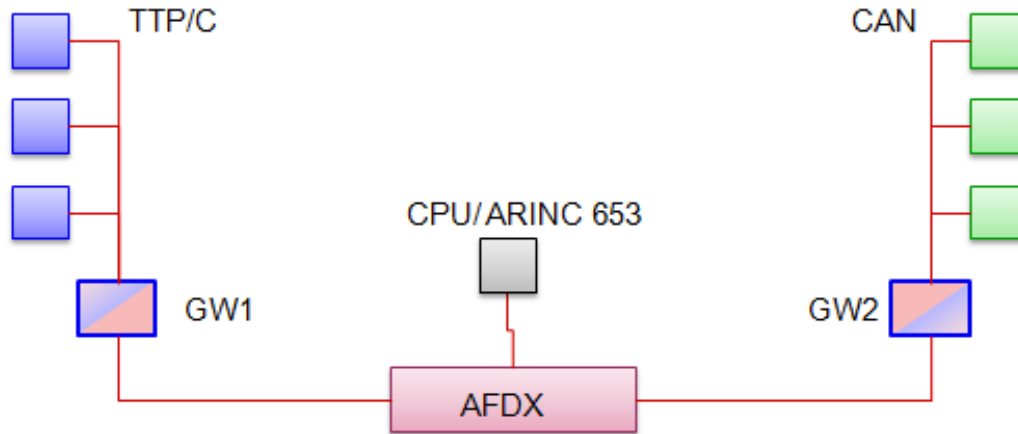 TTP/C
CAN
CPU/ARINC 653
GW1
GW2
AFDX